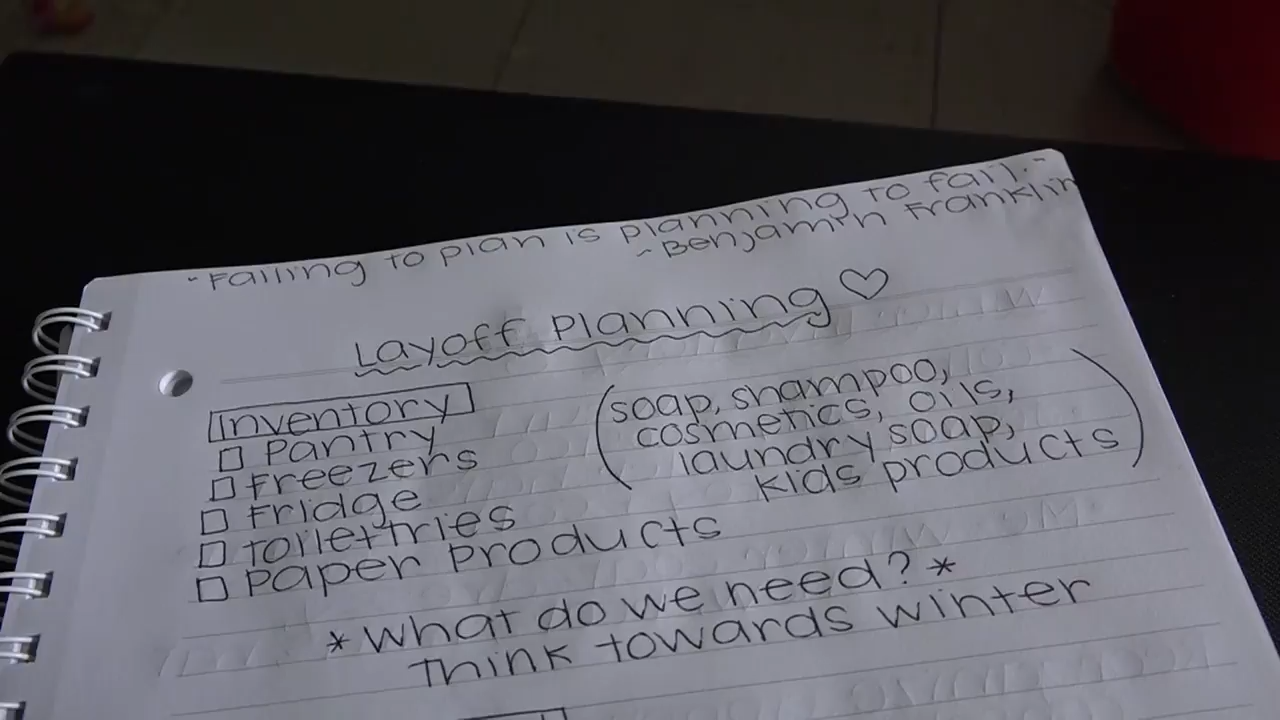 "Failing to plan is planning to fail."
~Benjamin Franklin
Layoff Planning ♡
Inventory
□ Pantry
□ Freezers
□ Fridge
□ toilettries
□ Paper Products
(soap, shampoo,
cosmetics, oils,
laundry soap,
kids products)
*What do we need?*
Think towards winter